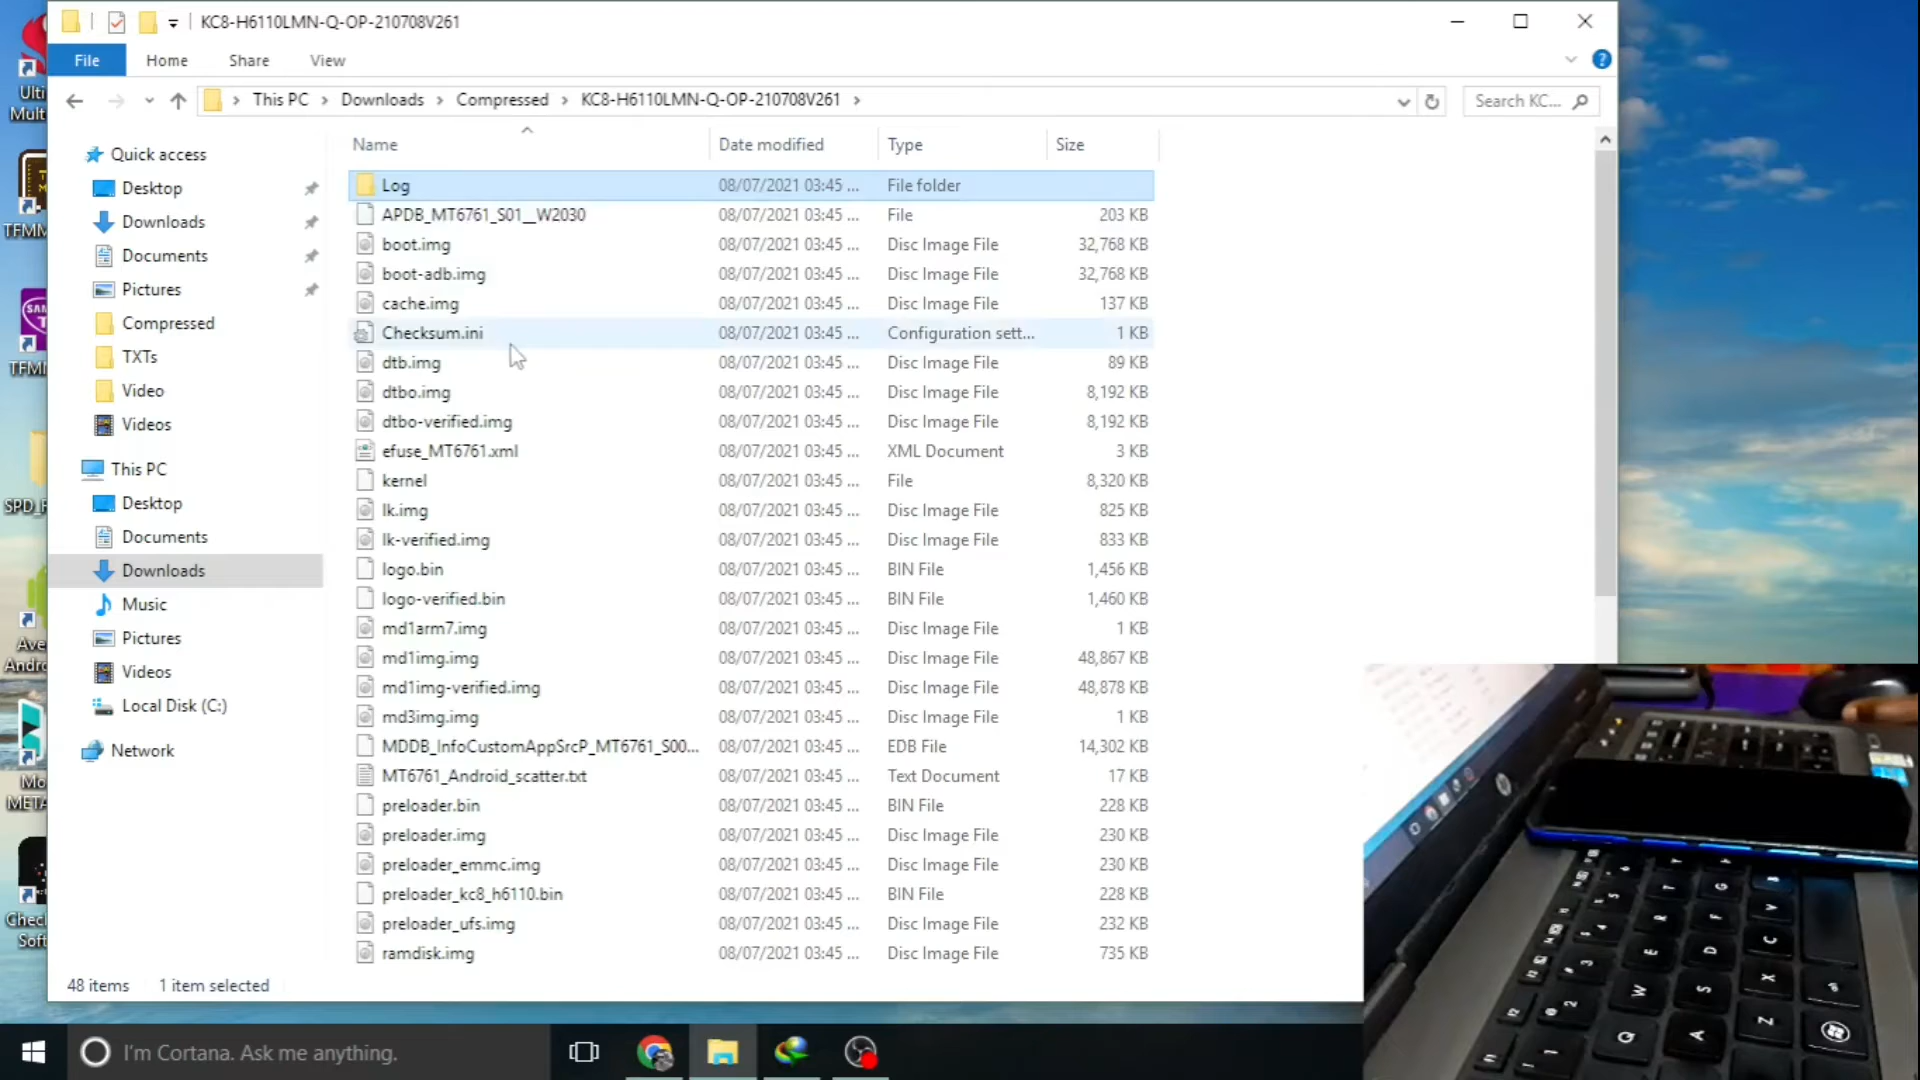 KC8-H6110LMN-Q-OP-210708V261
File Home Share View
This PC Downloads Compressed KC8-H6110LMN-Q-OP-210708V261
Search KC...
Name Date modified Type Size
Log 08/07/2021 03:45 ... File folder
APDB_MT6761_S01__W2030 08/07/2021 03:45 ... File 203 KB
boot.img 08/07/2021 03:45 ... Disc Image File 32,768 KB
boot-adb.img 08/07/2021 03:45 ... Disc Image File 32,768 KB
cache.img 08/07/2021 03:45 ... Disc Image File 137 KB
Checksum.ini 08/07/2021 03:45 ... Configuration sett... 1 KB
dtb.img 08/07/2021 03:45 ... Disc Image File 89 KB
dtbo.img 08/07/2021 03:45 ... Disc Image File 8,192 KB
dtbo-verified.img 08/07/2021 03:45 ... Disc Image File 8,192 KB
efuse_MT6761.xml 08/07/2021 03:45 ... XML Document 3 KB
kernel 08/07/2021 03:45 ... File 8,320 KB
lk.img 08/07/2021 03:45 ... Disc Image File 825 KB
lk-verified.img 08/07/2021 03:45 ... Disc Image File 833 KB
logo.bin 08/07/2021 03:45 ... BIN File 1,456 KB
logo-verified.bin 08/07/2021 03:45 ... BIN File 1,460 KB
md1arm7.img 08/07/2021 03:45 ... Disc Image File 1 KB
md1img.img 08/07/2021 03:45 ... Disc Image File 48,867 KB
md1img-verified.img 08/07/2021 03:45 ... Disc Image File 48,878 KB
md3img.img 08/07/2021 03:45 ... Disc Image File 1 KB
MDDB_InfoCustomAppSrcP_MT6761_S00... 08/07/2021 03:45 ... EDB File 14,302 KB
MT6761_Android_scatter.txt 08/07/2021 03:45 ... Text Document 17 KB
preloader.bin 08/07/2021 03:45 ... BIN File 228 KB
preloader.img 08/07/2021 03:45 ... Disc Image File 230 KB
preloader_emmc.img 08/07/2021 03:45 ... Disc Image File 230 KB
preloader_kc8_h6110.bin 08/07/2021 03:45 ... BIN File 228 KB
preloader_ufs.img 08/07/2021 03:45 ... Disc Image File 232 KB
ramdisk.img 08/07/2021 03:45 ... Disc Image File 735 KB
Quick access
Desktop
Downloads
Documents
Pictures
Compressed
TXTs
Video
Videos
This PC
Desktop
Documents
Downloads
Music
Pictures
Videos
Local Disk (C:)
Network
48 items 1 item selected
Ulti
Mult
TFMM
SAM
TFMM
SPD_F
Ave
Andro
Mo
META
Chec
Soft
I'm Cortana. Ask me anything.